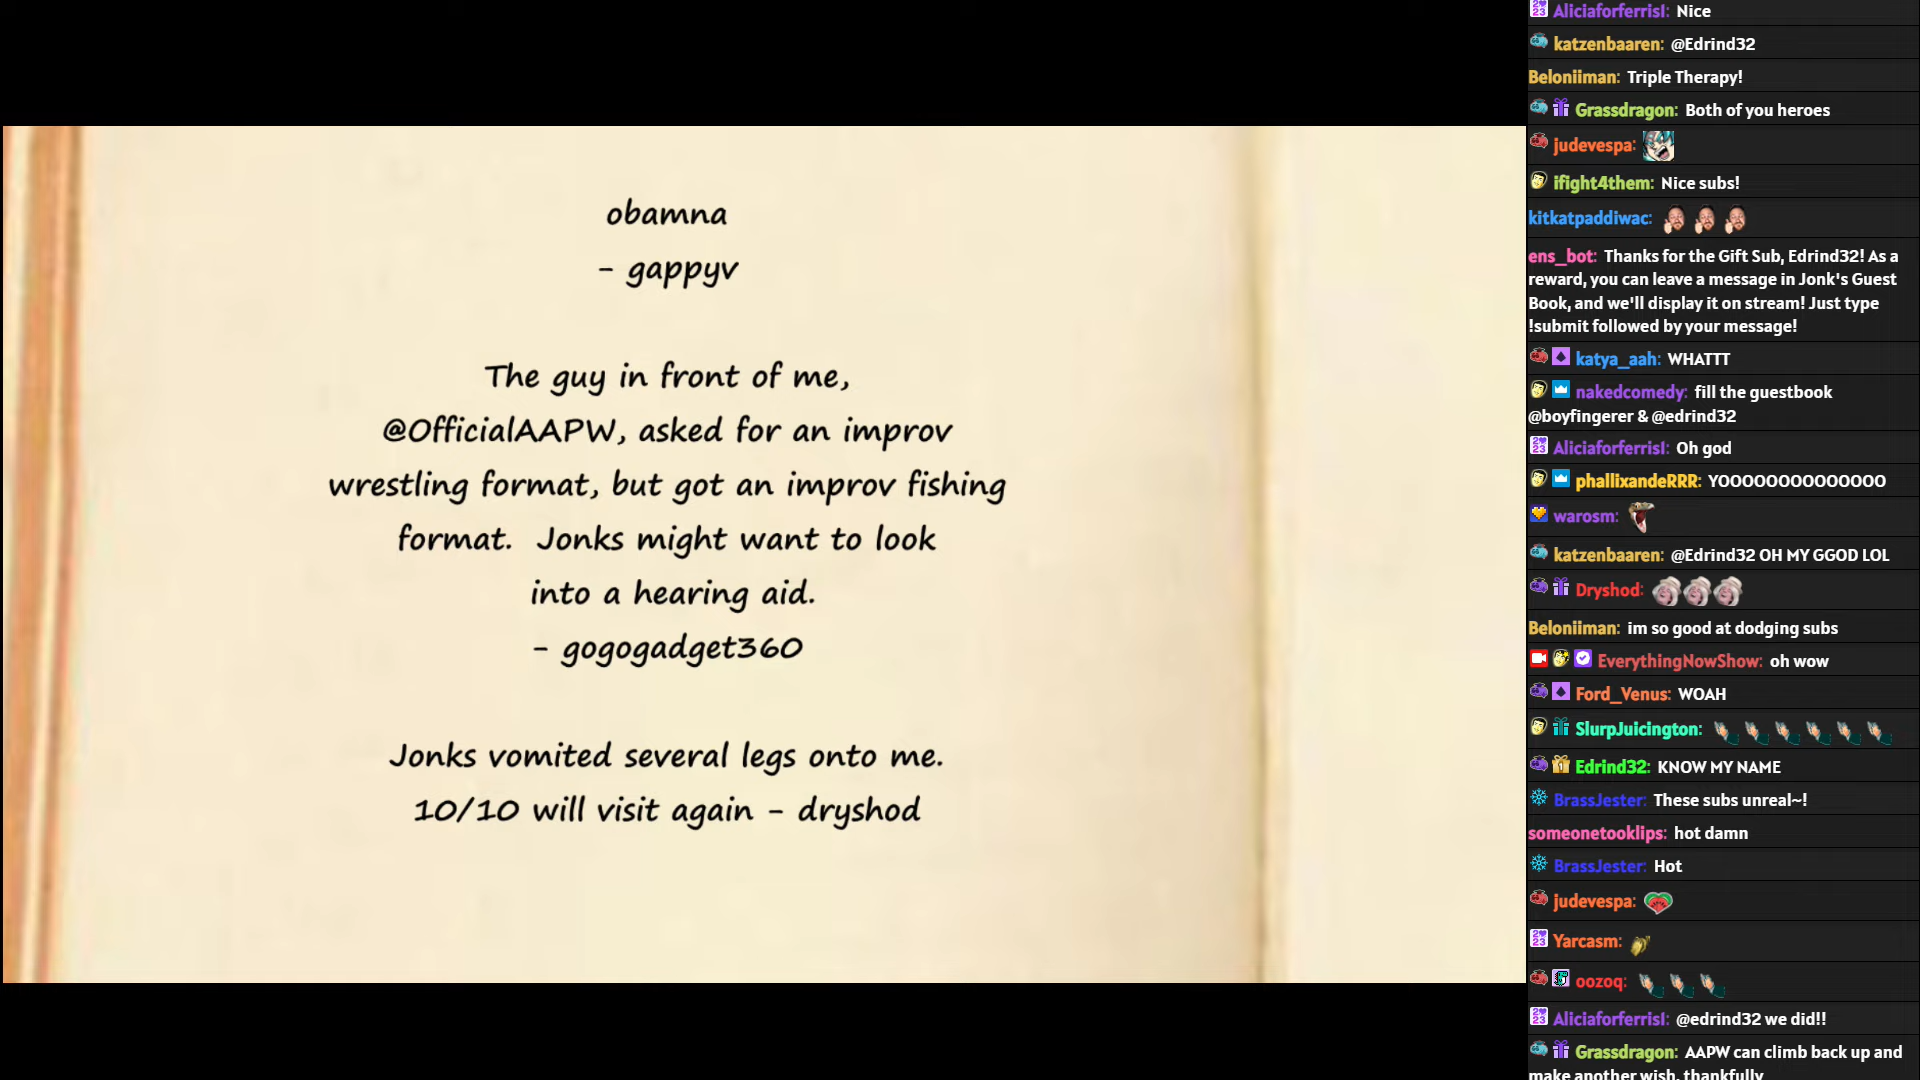 obamna
- gappyv
The guy in front of me,
@OfficialAAPW, asked for an improv
wrestling format, but got an improv fishing
format.  Jonks might want to look
into a hearing aid.
- gogogadget360
Jonks vomited several legs onto me.
10/10 will visit again - dryshod
Aliciaforferris1: Nice
katzenbaaren: @Edrind32
Beloniiman: Triple Therapy!
Grassdragon: Both of you heroes
judevespa:
ifight4them: Nice subs!
kitkatpaddiwac:
ens_bot: Thanks for the Gift Sub, Edrind32! As a
reward, you can leave a message in Jonk's Guest
Book, and we'll display it on stream! Just type
!submit followed by your message!
katya_aah: WHATTT
nakedcomedy: fill the guestbook
@boyfingerer & @edrind32
Aliciaforferris1: Oh god
phallixandeRRR: YOOOOOOOOOOOOOO
warosm:
katzenbaaren: @Edrind32 OH MY GGOD LOL
Dryshod:
Beloniiman: im so good at dodging subs
EverythingNowShow: oh wow
Ford_Venus: WOAH
SlurpJuicington:
Edrind32: KNOW MY NAME
BrassJester: These subs unreal~!
someonetooklips: hot damn
BrassJester: Hot
judevespa:
Yarcasm:
oozoq:
Aliciaforferris1: @edrind32 we did!!
Grassdragon: AAPW can climb back up and
make another wish, thankfully